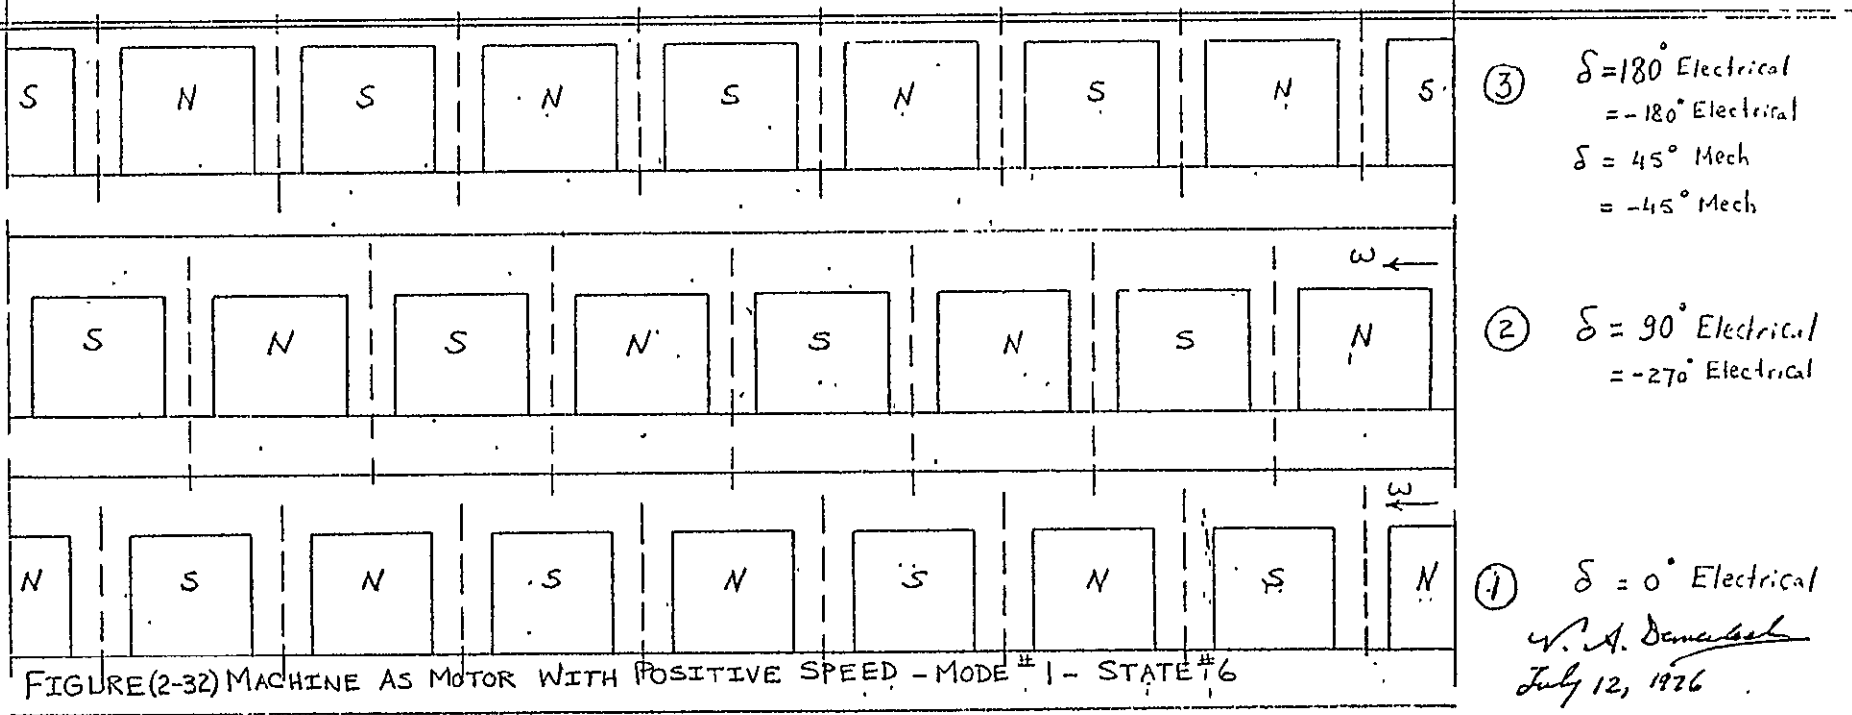 S N S N S N S N S
③ δ = 180° Electrical
= -180° Electrical
δ = 45° Mech
= -45° Mech
ω
S N S N S N S N
② δ = 90° Electrical
= -270° Electrical
ω
N S N S N S N S N
① δ = 0° Electrical
July 12, 1976
FIGURE (2-32) MACHINE AS MOTOR WITH POSITIVE SPEED - MODE # 1 - STATE # 6